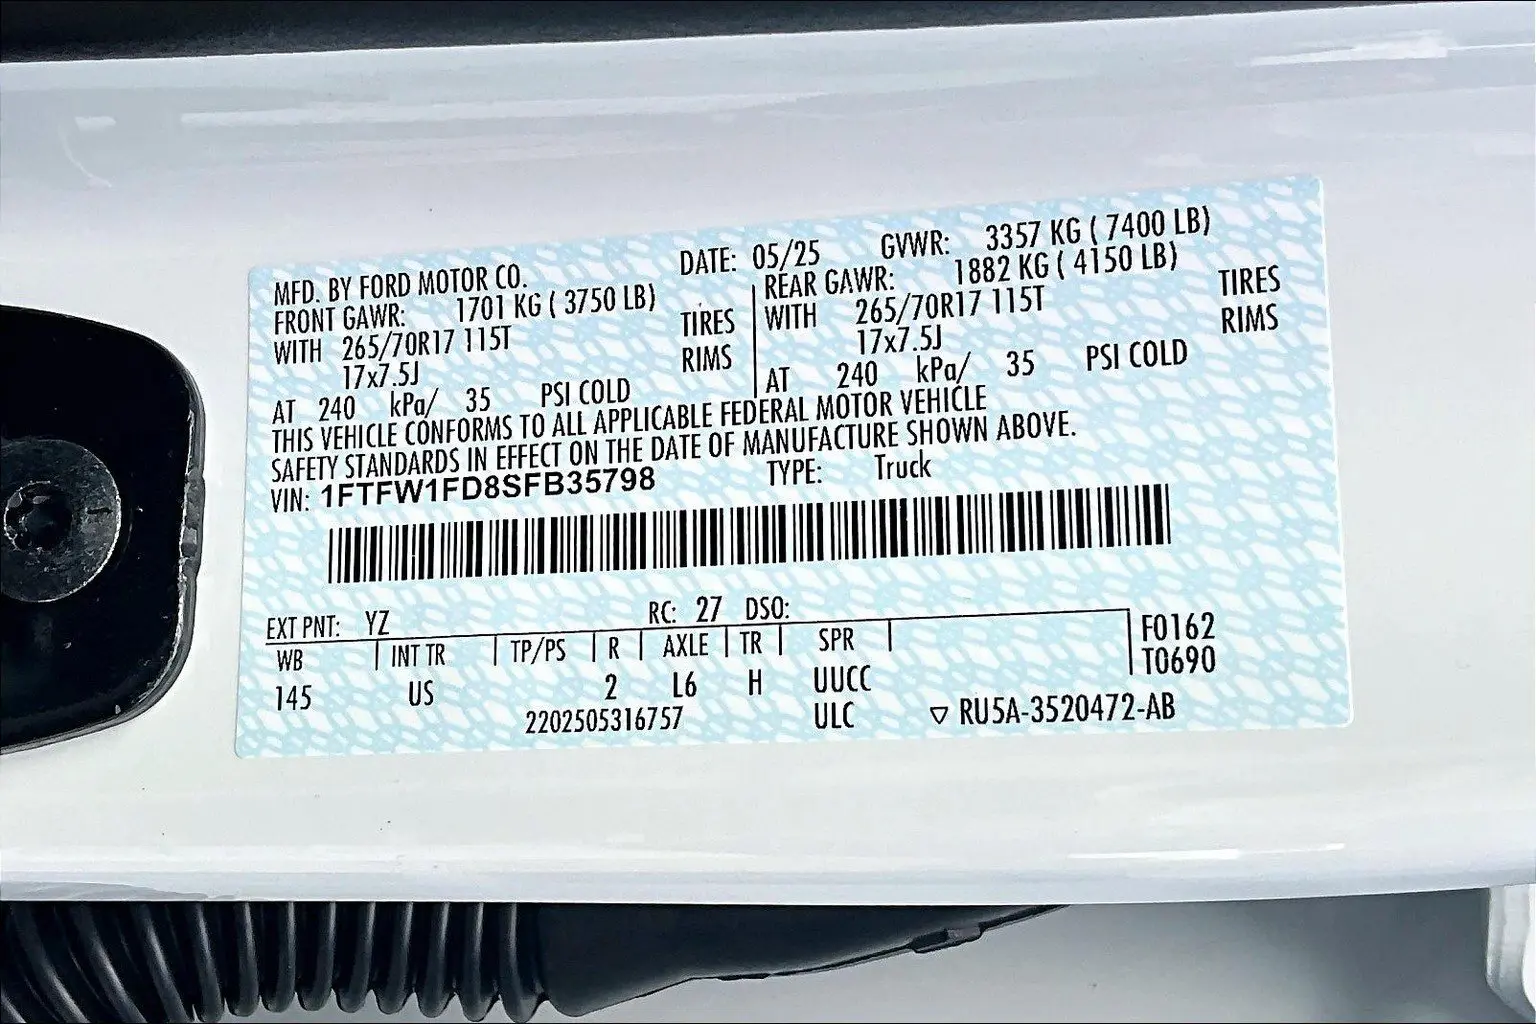 MFD. BY FORD MOTOR CO. DATE: 05/25 GVWR: 3357 KG ( 7400 LB)
FRONT GAWR: 1701 KG ( 3750 LB) REAR GAWR: 1882 KG ( 4150 LB)
WITH 265/70R17 115T TIRES WITH 265/70R17 115T TIRES
17x7.5J RIMS 17x7.5J RIMS
AT 240 kPa/ 35 PSI COLD AT 240 kPa/ 35 PSI COLD
THIS VEHICLE CONFORMS TO ALL APPLICABLE FEDERAL MOTOR VEHICLE
SAFETY STANDARDS IN EFFECT ON THE DATE OF MANUFACTURE SHOWN ABOVE.
VIN: 1FTFW1FD8SFB35798 TYPE: Truck
EXT PNT: YZ RC: 27 DSO:
WB INT TR TP/PS R AXLE TR SPR F0162
T0690
145 US 2 L6 H UUCC
2202505316757 ULC ▽ RU5A-3520472-AB